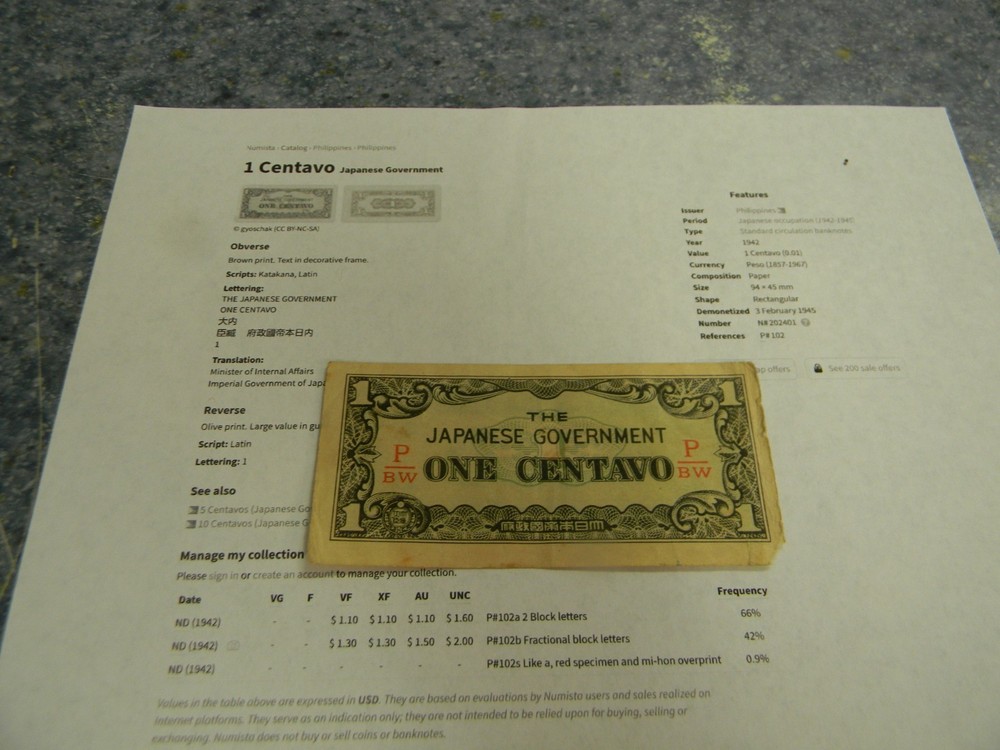 Numista › Catalog › Philippines › Philippines
1 Centavo Japanese Government
© gyoschak (CC BY-NC-SA)
Obverse
Brown print. Text in decorative frame.
Scripts: Katakana, Latin
Lettering:
THE JAPANESE GOVERNMENT
ONE CENTAVO
大内
臣臧 府政國帝本日内
1
Translation:
Minister of Internal Affairs
Imperial Government of
Reverse
Olive print. Large value in
Script: Latin
Lettering: 1
See also
5 Centavos (Japanese
10 Centavos (Japanese
Features
Issuer Philippines
Period Japanese occupation (1942-1945)
Type Standard circulation banknotes
Year 1942
Value 1 Centavo (0.01)
Currency Peso (1857-1967)
Composition Paper
Size 94 × 45 mm
Shape Rectangular
Demonetized 3 February 1945
Number N# 202401
References P# 102
offers See 200 sale offers
1 1
THE
JAPANESE GOVERNMENT
P ONE CENTAVO P
BW BW
1 府政國帝本日大 1
Manage my collection
Please sign in or create an account to manage your collection.
Date VG F VF XF AU UNC Frequency
ND (1942) - - $ 1.10 $ 1.10 $ 1.10 $ 1.60 P#102a 2 Block letters 66%
ND (1942) - - $ 1.30 $ 1.30 $ 1.50 $ 2.00 P#102b Fractional block letters 42%
ND (1942) - - - - - - P#102s Like a, red specimen and mi-hon overprint 0.9%
Values in the table above are expressed in USD. They are based on evaluations by Numista users and sales realized on
Internet platforms. They serve as an indication only; they are not intended to be relied upon for buying, selling or
exchanging. Numista does not buy or sell coins or banknotes.